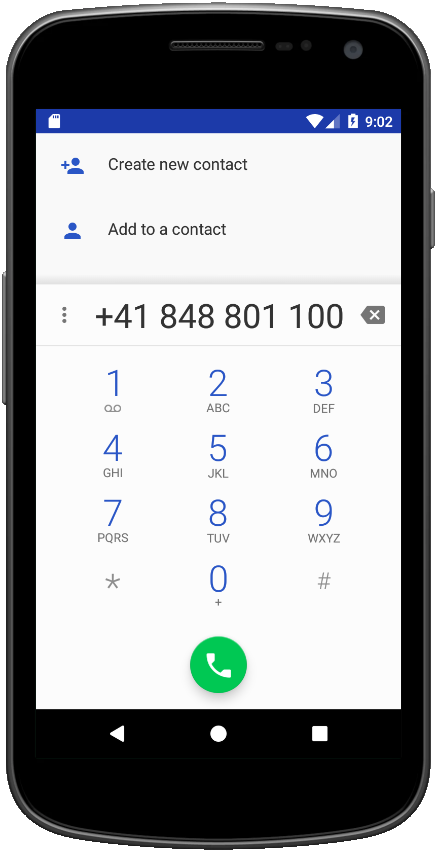 9:02
Create new contact
Add to a contact
+41 848 801 100
1 2 3
ABC DEF
4 5 6
GHI JKL MNO
7 8 9
PQRS TUV WXYZ
* 0 #
+